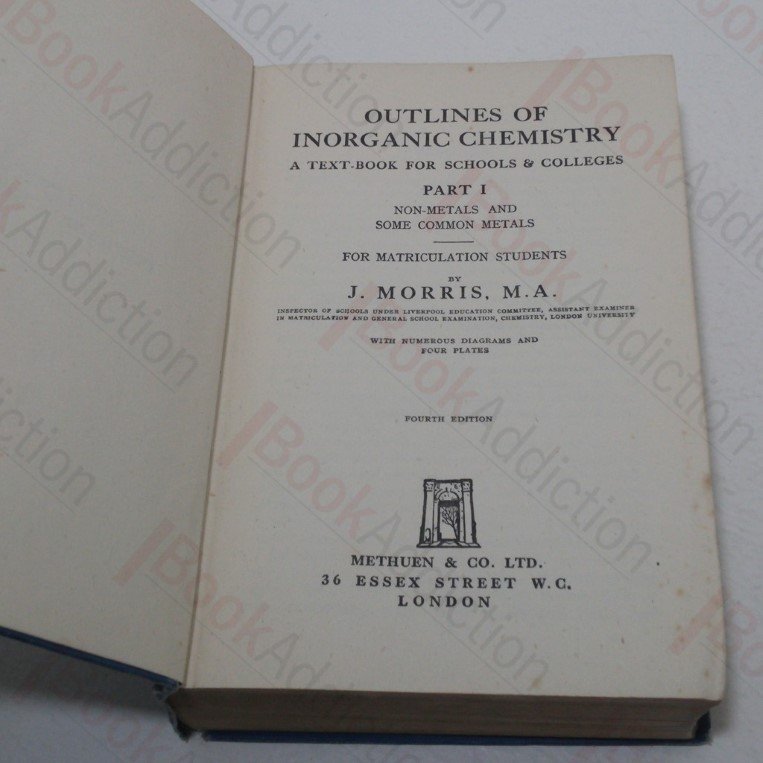 OUTLINES OF
INORGANIC CHEMISTRY
A TEXT-BOOK FOR SCHOOLS & COLLEGES
PART I
NON-METALS AND
SOME COMMON METALS
FOR MATRICULATION STUDENTS
BY
J. MORRIS, M.A.
INSPECTOR OF SCHOOLS UNDER LIVERPOOL EDUCATION COMMITTEE, ASSISTANT EXAMINER
IN MATRICULATION AND GENERAL SCHOOL EXAMINATION, CHEMISTRY, LONDON UNIVERSITY
WITH NUMEROUS DIAGRAMS AND
FOUR PLATES
FOURTH EDITION
METHUEN & CO. LTD.
36 ESSEX STREET W.C.
LONDON
BookAddiction